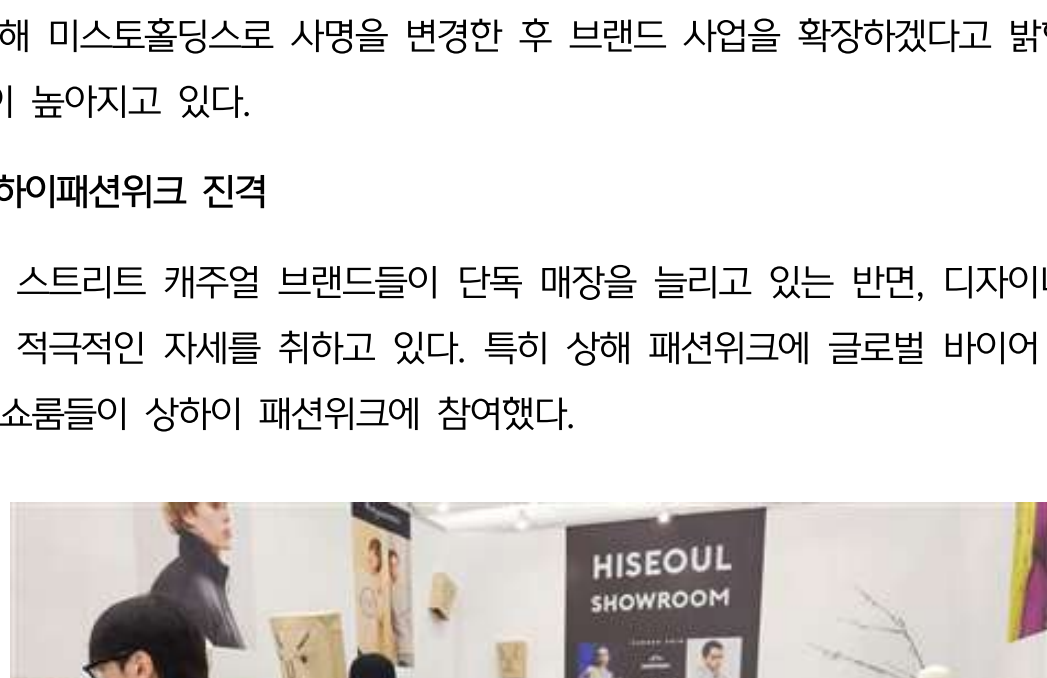 해 미스토홀딩스로 사명을 변경한 후 브랜드 사업을 확장하겠다고
높아지고 있다.
하이패션위크 진격
스트리트 캐주얼 브랜드들이 단독 매장을 늘리고 있는 반면,
적극적인 자세를 취하고 있다. 특히 상해 패션위크에 글로벌 바이어
쇼룸들이 상하이 패션위크에 참여했다.
HISEOUL
SHOWROOM